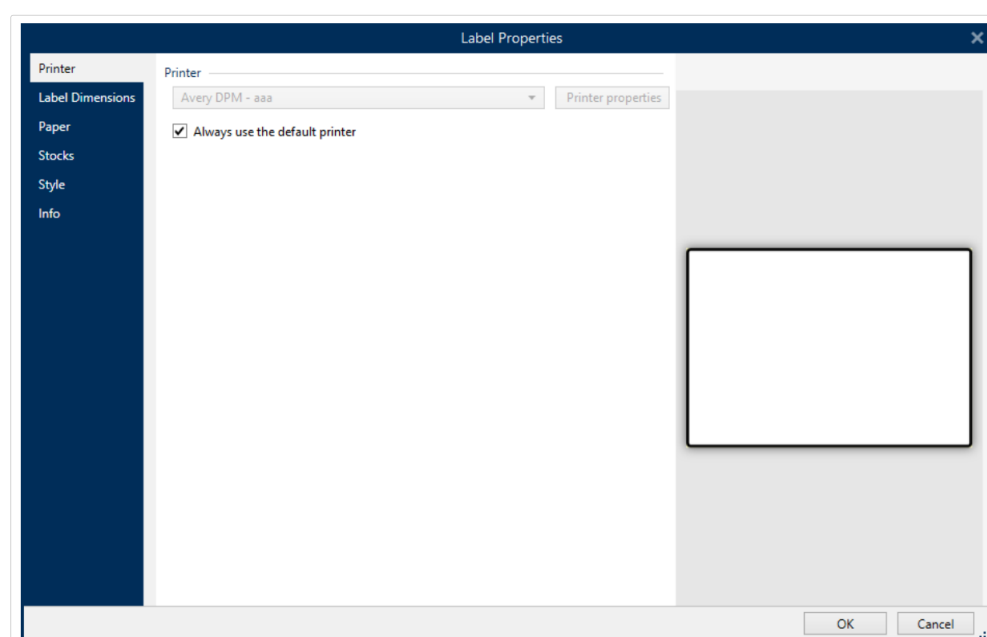 Label Properties
Printer
Label Dimensions
Paper
Stocks
Style
Info
Printer
Avery DPM - aaa
Printer properties
Always use the default printer
OK
Cancel